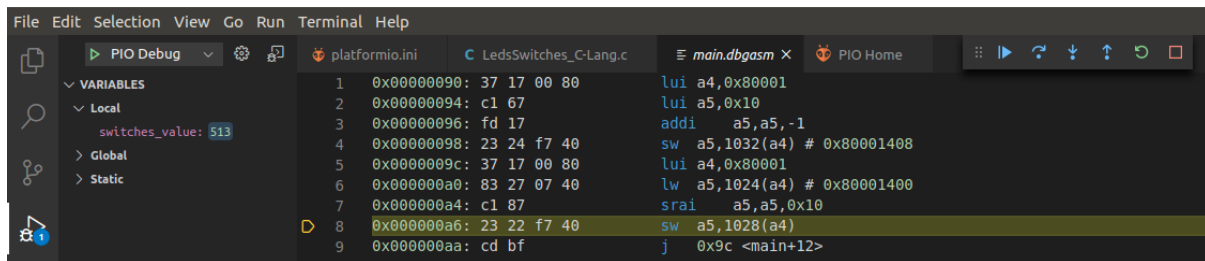 File Edit Selection View Go Run Terminal Help
PIO Debug
platformio.ini
LedsSwitches_C-Lang.c
main.dbgasm
PIO Home
VARIABLES
Local
switches_value: 513
Global
Static
1
1 0x00000090: 37 17 00 80 lui a4,0x80001
2 0x00000094: c1 67 lui a5,0x10
3 0x00000096: fd 17 addi a5,a5,-1
4 0x00000098: 23 24 f7 40 sw a5,1032(a4) # 0x80001408
5 0x0000009c: 37 17 00 80 lui a4,0x80001
6 0x000000a0: 83 27 07 40 lw a5,1024(a4) # 0x80001400
7 0x000000a4: c1 87 srai a5,a5,0x10
8 0x000000a6: 23 22 f7 40 sw a5,1028(a4)
9 0x000000aa: cd bf j 0x9c <main+12>